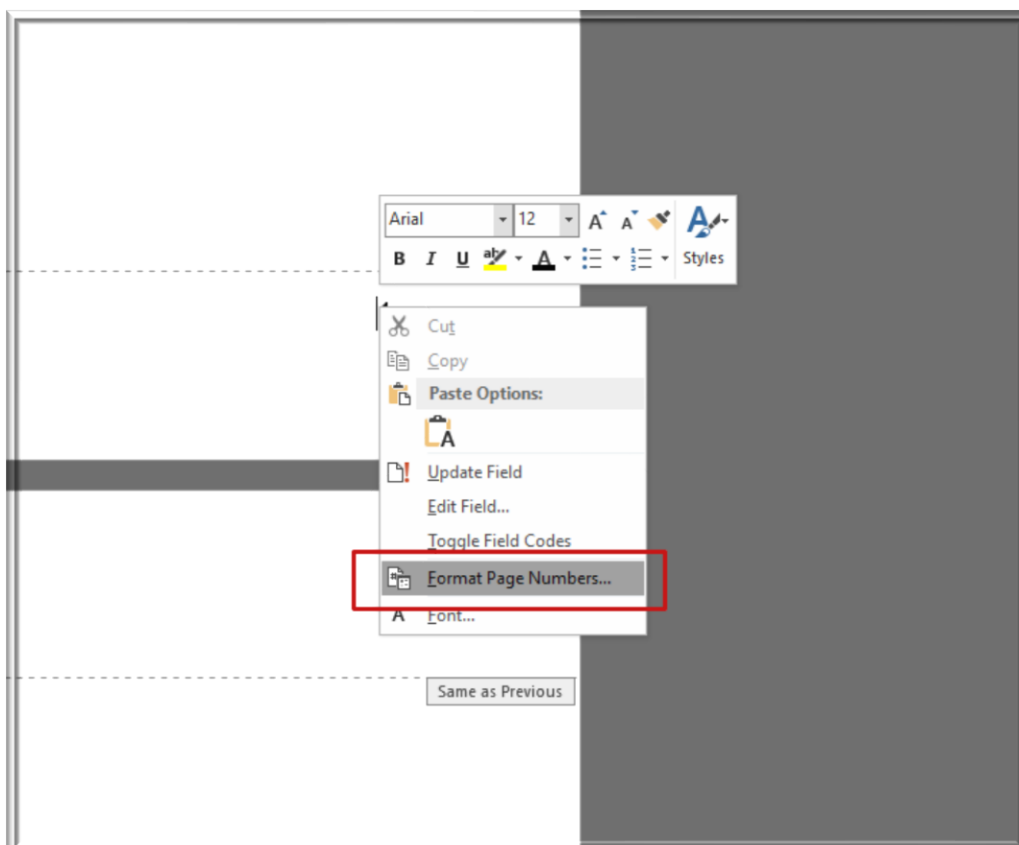 Arial 12 A A
B I U ab A Styles
Cut
Copy
Paste Options:
A
Update Field
Edit Field...
Toggle Field Codes
Format Page Numbers...
A Font...
Same as Previous